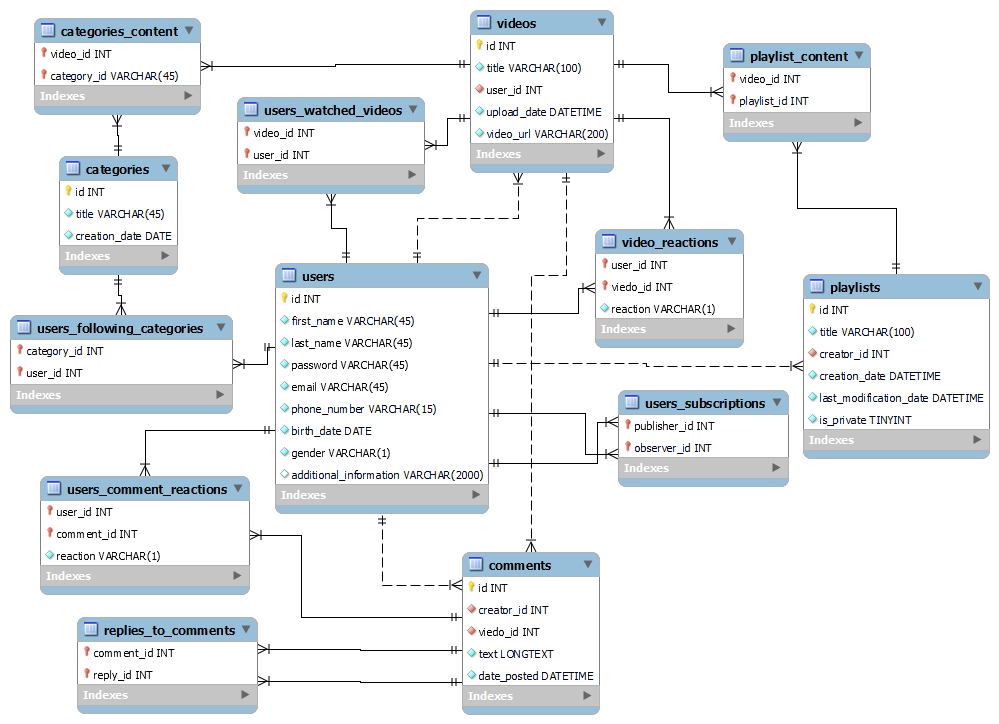 categories_content
video_id INT
category_id VARCHAR(45)
Indexes
videos
id INT
title VARCHAR(100)
user_id INT
upload_date DATETIME
video_url VARCHAR(200)
Indexes
playlist_content
video_id INT
playlist_id INT
Indexes
users_watched_videos
video_id INT
user_id INT
Indexes
categories
id INT
title VARCHAR(45)
creation_date DATE
Indexes
video_reactions
user_id INT
viedo_id INT
reaction VARCHAR(1)
Indexes
users
id INT
first_name VARCHAR(45)
last_name VARCHAR(45)
password VARCHAR(45)
email VARCHAR(45)
phone_number VARCHAR(15)
birth_date DATE
gender VARCHAR(1)
additional_information VARCHAR(2000)
Indexes
playlists
id INT
title VARCHAR(100)
creator_id INT
creation_date DATETIME
last_modification_date DATETIME
is_private TINYINT
Indexes
users_following_categories
category_id INT
user_id INT
Indexes
users_subscriptions
publisher_id INT
observer_id INT
Indexes
users_comment_reactions
user_id INT
comment_id INT
reaction VARCHAR(1)
Indexes
comments
id INT
creator_id INT
viedo_id INT
text LONGTEXT
date_posted DATETIME
Indexes
replies_to_comments
comment_id INT
reply_id INT
Indexes